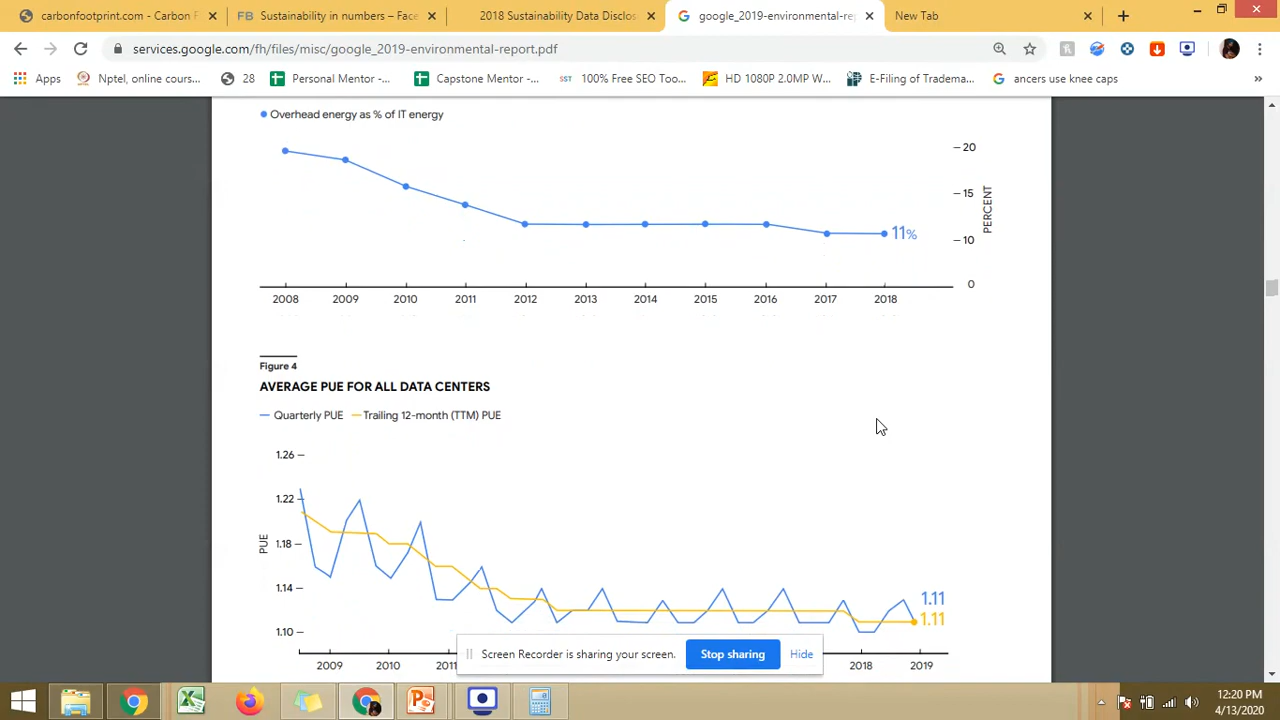 carbonfootprint.com - Carbon F
Sustainability in numbers – Face
2018 Sustainability Data Disclos
google_2019-environmental-rep
New Tab
services.google.com/fh/files/misc/google_2019-environmental-report.pdf
Apps
Nptel, online cours...
28
Personal Mentor -...
Capstone Mentor -...
SST 100% Free SEO Too...
HD 1080P 2.0MP W...
E-Filing of Tradema...
ancers use knee caps
»
Overhead energy as % of IT energy
20
15
10
0
PERCENT
11%
2008 2009 2010 2011 2012 2013 2014 2015 2016 2017 2018
Figure 4
AVERAGE PUE FOR ALL DATA CENTERS
Quarterly PUE Trailing 12-month (TTM) PUE
1.26
1.22
1.18
1.14
1.10
PUE
1.11
1.11
2009 2010 2011 2018 2019
Screen Recorder is sharing your screen. Stop sharing Hide
12:20 PM
4/13/2020